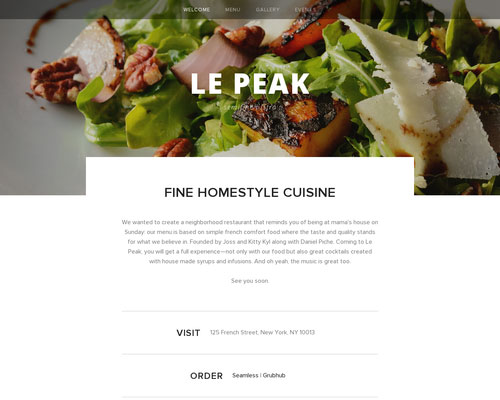 WELCOME MENU GALLERY EVENTS
LE PEAK
FINE HOMESTYLE CUISINE
We wanted to create a neighborhood restaurant that reminds you of being at mama's house on
Sunday: our menu is based on simple french comfort food where the taste and quality stands
for what we believe in. Founded by Joss and Kitty Kyl along with Daniel Piche. Coming to Le
Peak, you will get a full experience—not only with our food but also great cocktails created
with house made syrups and infusions. And oh yeah, the music is great too.
See you soon.
VISIT 125 French Street, New York, NY 10013
ORDER Seamless | Grubhub